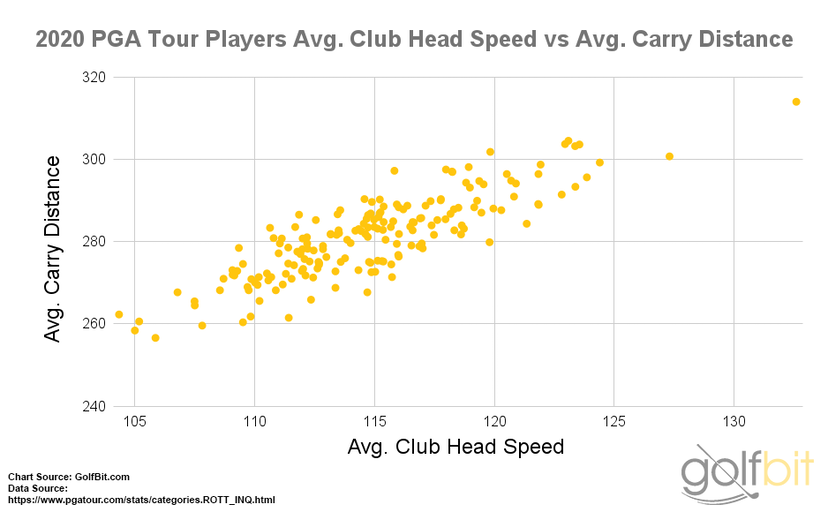 2020 PGA Tour Players Avg. Club Head Speed vs Avg. Carry Distance
320
300
280
260
240
Avg. Carry Distance
105 110 115 120 125 130
Avg. Club Head Speed
Chart Source: GolfBit.com
Data Source:
https://www.pgatour.com/stats/categories.ROTT_INQ.html
golfbit